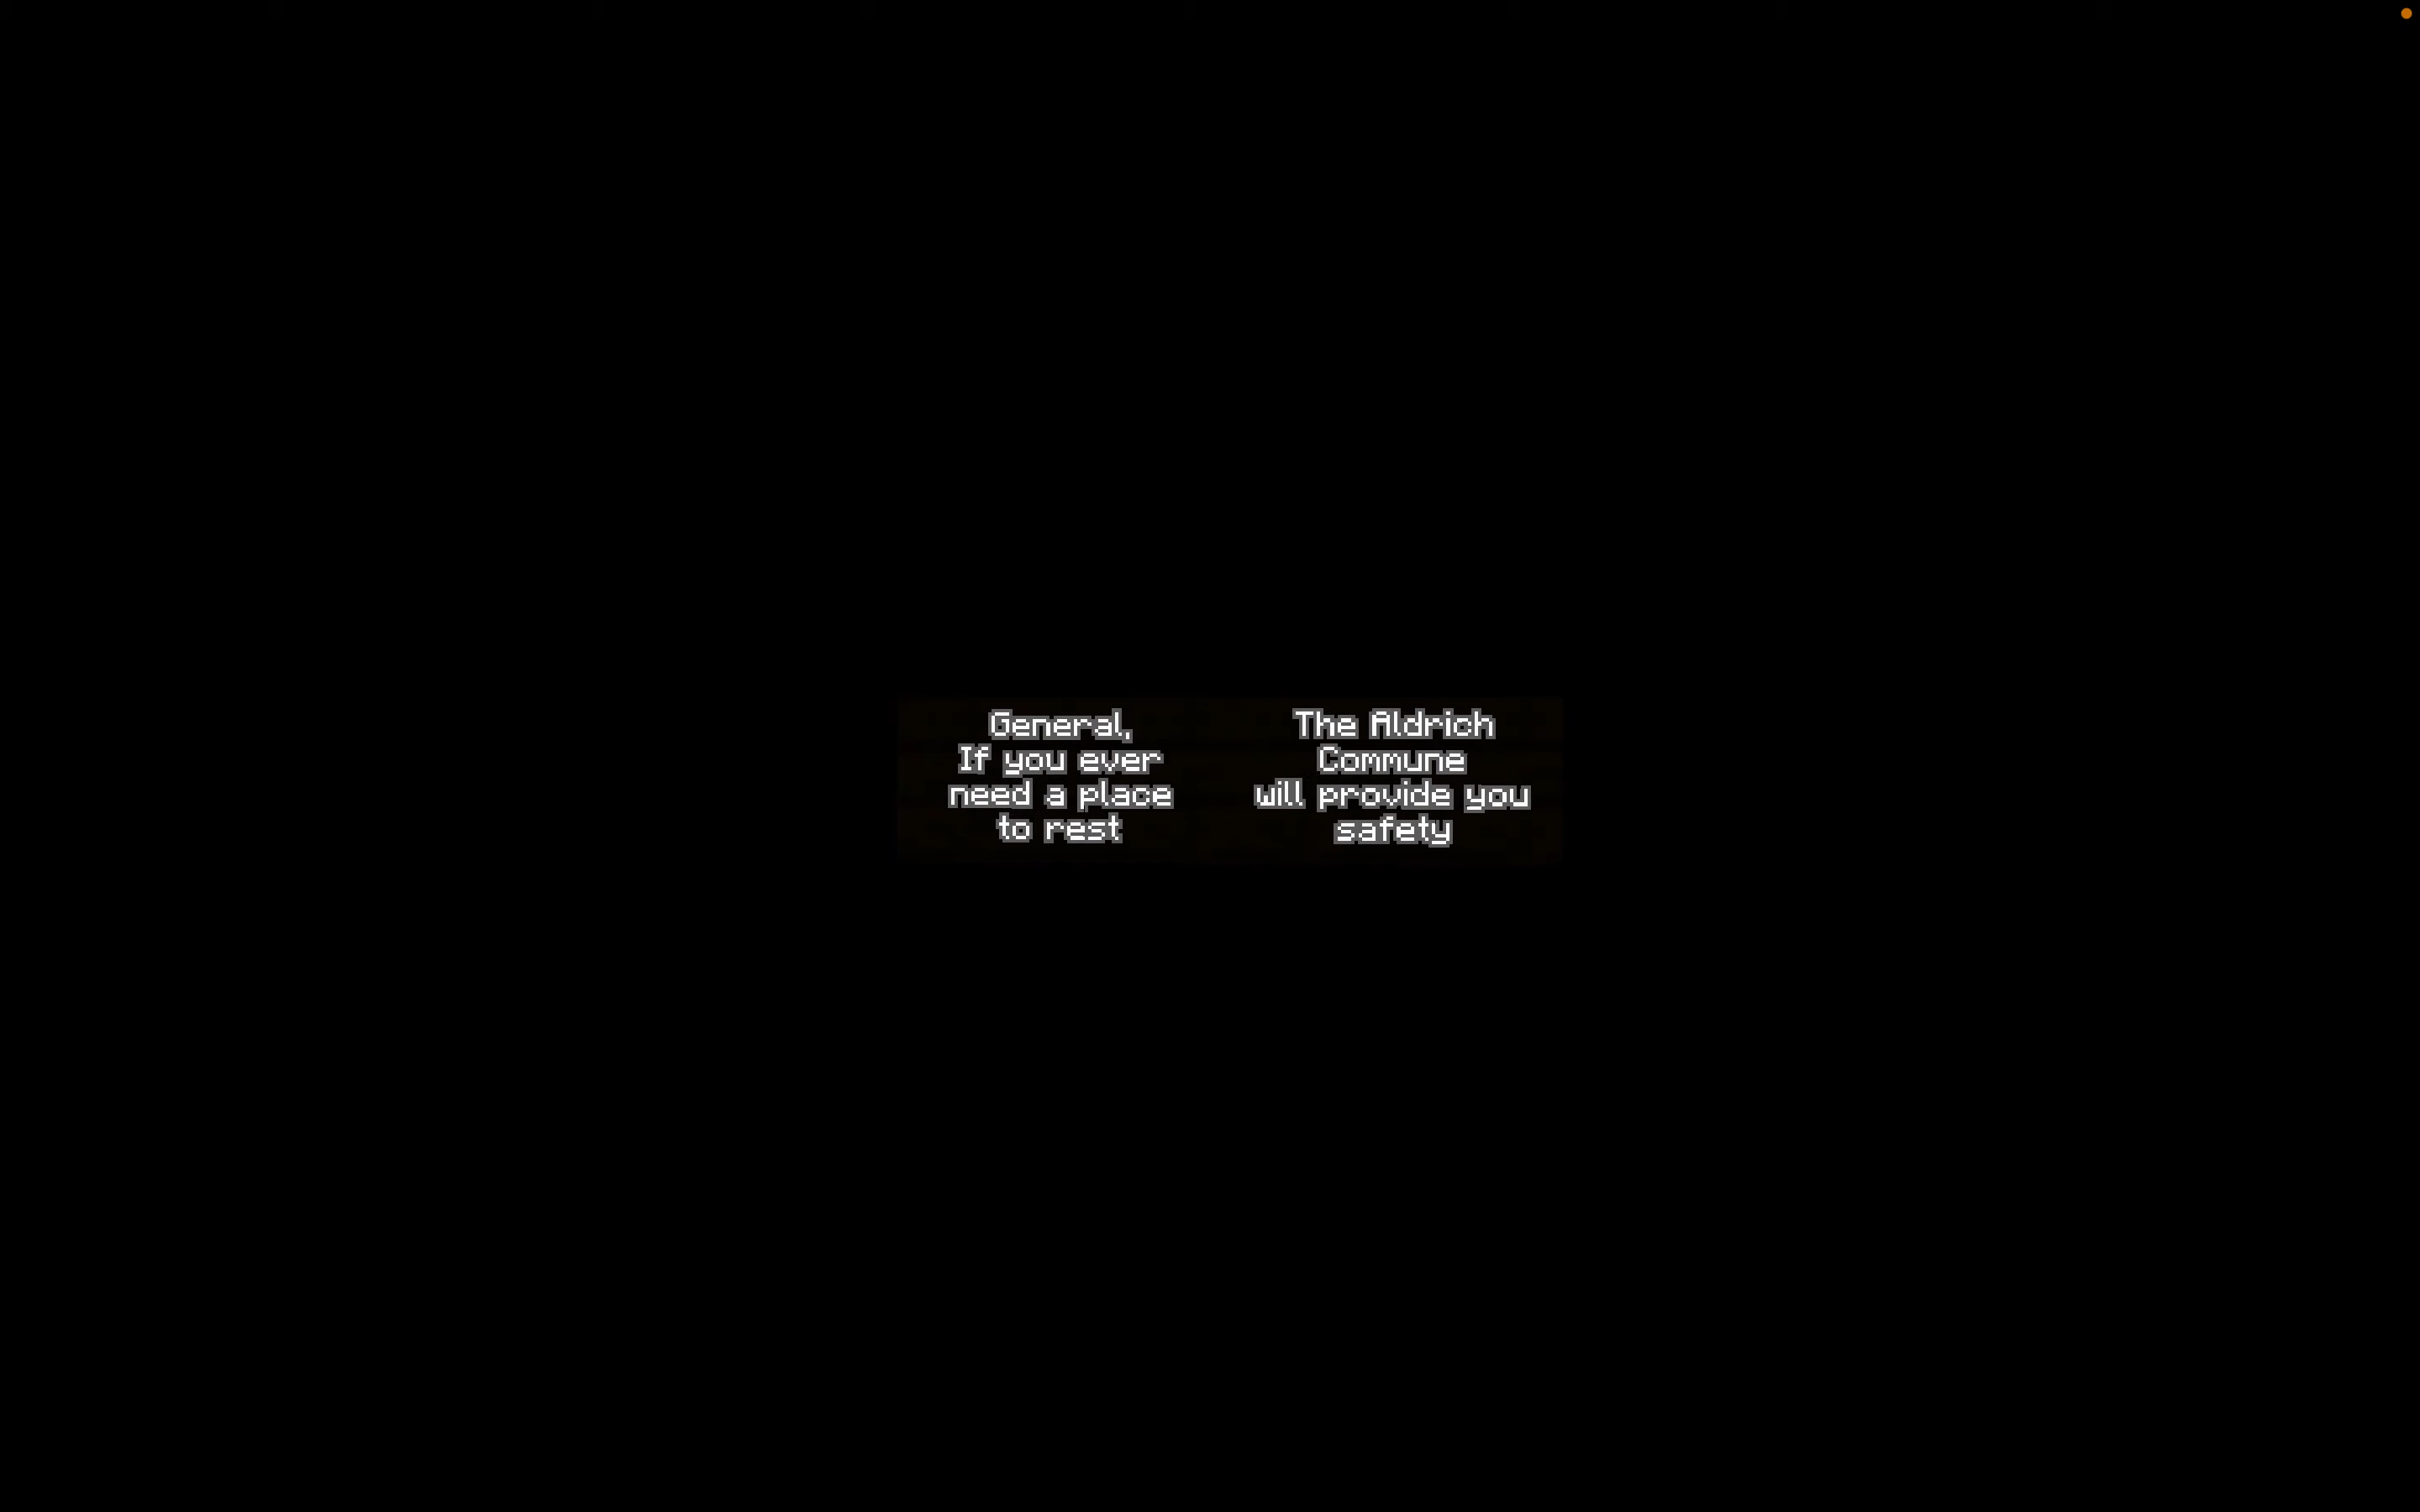 General,
If you ever
need a place
to rest
The Aldrich
Commune
will provide you
safety